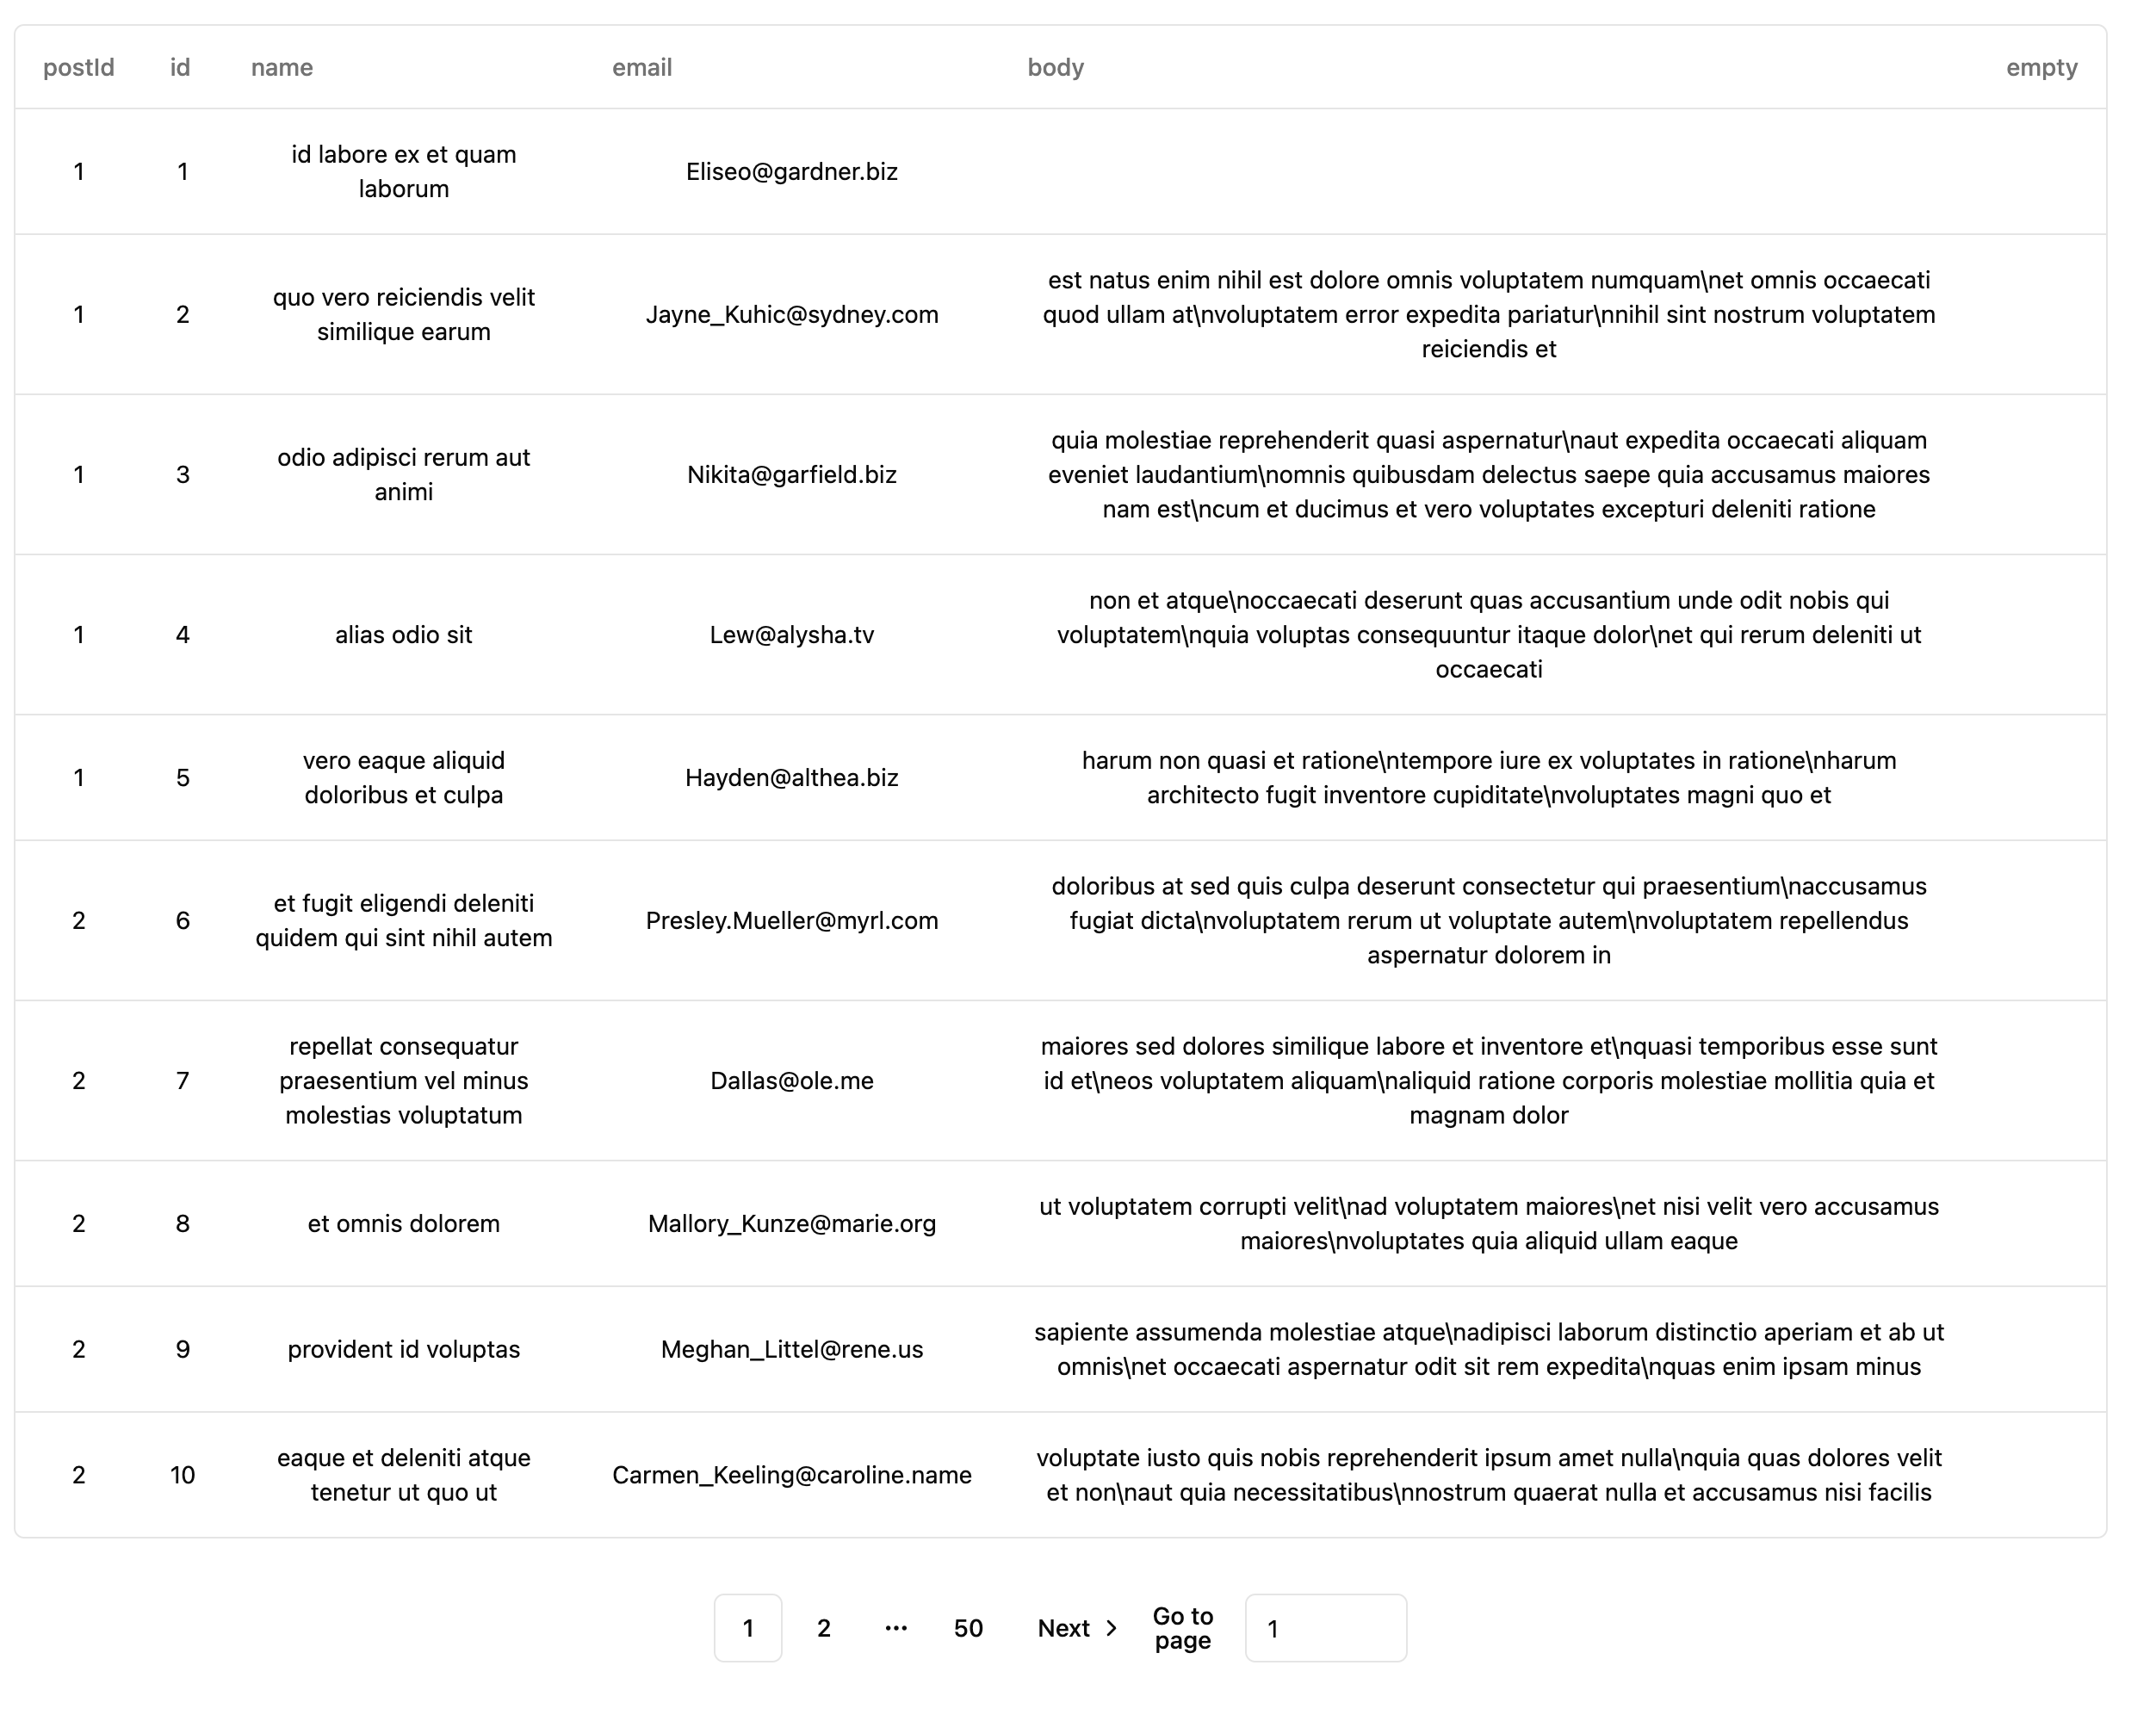 postId id name email body empty
1 1 id labore ex et quam
laborum Eliseo@gardner.biz
1 2 quo vero reiciendis velit
similique earum Jayne_Kuhic@sydney.com est natus enim nihil est dolore omnis voluptatem numquam\net omnis occaecati
quod ullam at\nvoluptatem error expedita pariatur\nnihil sint nostrum voluptatem
reiciendis et
1 3 odio adipisci rerum aut
animi Nikita@garfield.biz quia molestiae reprehenderit quasi aspernatur\naut expedita occaecati aliquam
eveniet laudantium\nomnis quibusdam delectus saepe quia accusamus maiores
nam est\ncum et ducimus et vero voluptates excepturi deleniti ratione
1 4 alias odio sit Lew@alysha.tv non et atque\noccaecati deserunt quas accusantium unde odit nobis qui
voluptatem\nquia voluptas consequuntur itaque dolor\net qui rerum deleniti ut
occaecati
1 5 vero eaque aliquid
doloribus et culpa Hayden@althea.biz harum non quasi et ratione\ntempore iure ex voluptates in ratione\nharum
architecto fugit inventore cupiditate\nvoluptates magni quo et
2 6 et fugit eligendi deleniti
quidem qui sint nihil autem Presley.Mueller@myrl.com doloribus at sed quis culpa deserunt consectetur qui praesentium\naccusamus
fugiat dicta\nvoluptatem rerum ut voluptate autem\nvoluptatem repellendus
aspernatur dolorem in
2 7 repellat consequatur
praesentium vel minus
molestias voluptatum Dallas@ole.me maiores sed dolores similique labore et inventore et\nquasi temporibus esse sunt
id et\neos voluptatem aliquam\naliquid ratione corporis molestiae mollitia quia et
magnam dolor
2 8 et omnis dolorem Mallory_Kunze@marie.org ut voluptatem corrupti velit\nad voluptatem maiores\net nisi velit vero accusamus
maiores\nvoluptates quia aliquid ullam eaque
2 9 provident id voluptas Meghan_Littel@rene.us sapiente assumenda molestiae atque\nadipisci laborum distinctio aperiam et ab ut
omnis\net occaecati aspernatur odit sit rem expedita\nquas enim ipsam minus
2 10 eaque et deleniti atque
tenetur ut quo ut Carmen_Keeling@caroline.name voluptate iusto quis nobis reprehenderit ipsum amet nulla\nquia quas dolores velit
et non\naut quia necessitatibus\nnostrum quaerat nulla et accusamus nisi facilis
1 2 ... 50 Next > Go to
page 1